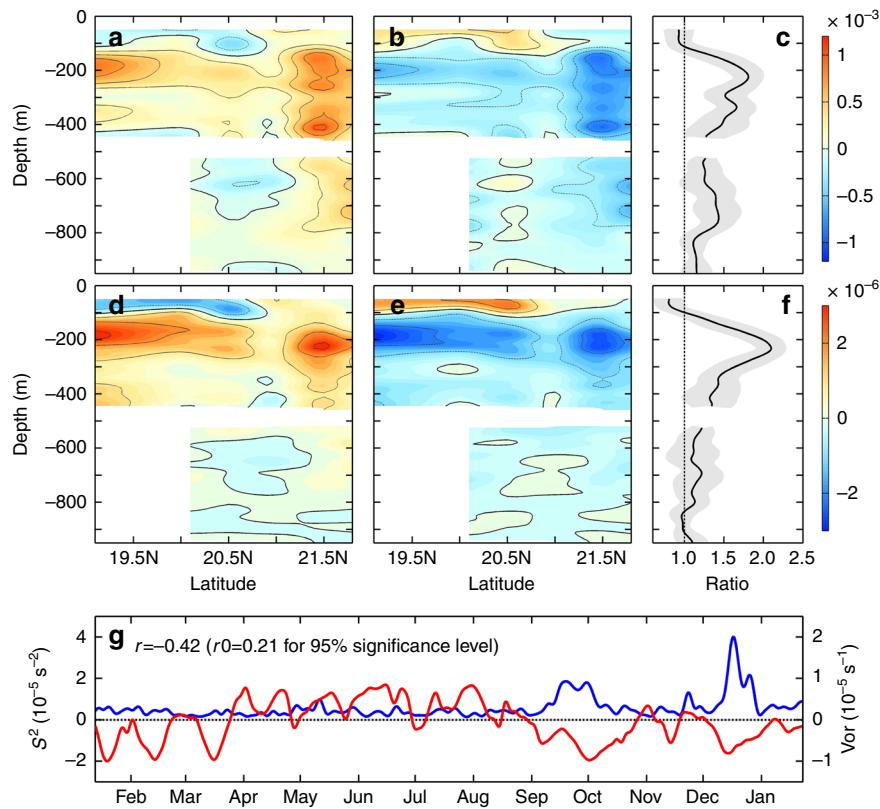 a
b
c
× 10⁻³
0
−200
−400
−600
−800
Depth (m)
1
0.5
0
−0.5
−1
d
e
f
× 10⁻⁶
0
−200
−400
−600
−800
Depth (m)
2
0
−2
19.5N 20.5N 21.5N
19.5N 20.5N 21.5N
1.0 1.5 2.0 2.5
Latitude
Latitude
Ratio
g
r=−0.42 (r0=0.21 for 95% significance level)
4
2
0
−2
S² (10⁻⁵ s⁻²)
2
1
0
−1
Vor (10⁻⁵ s⁻¹)
Feb Mar Apr May Jun Jul Aug Sep Oct Nov Dec Jan